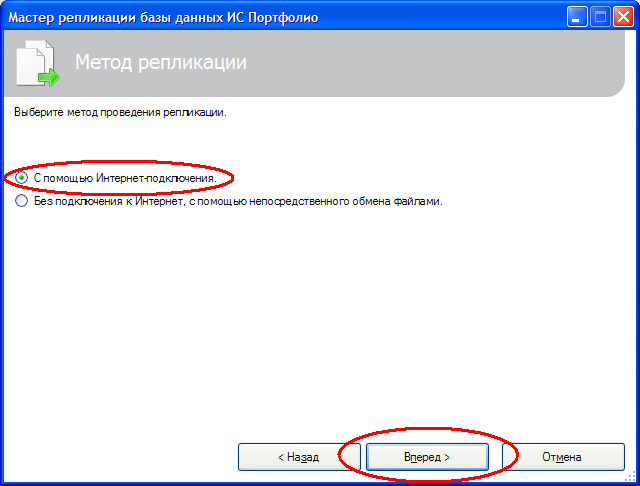 Мастер репликации базы данных ИС Портфолио
Метод репликации
Выберите метод проведения репликации.
С помощью Интернет-подключения.
Без подключения к Интернет, с помощью непосредственного обмена файлами.
< Назад Вперед > Отмена